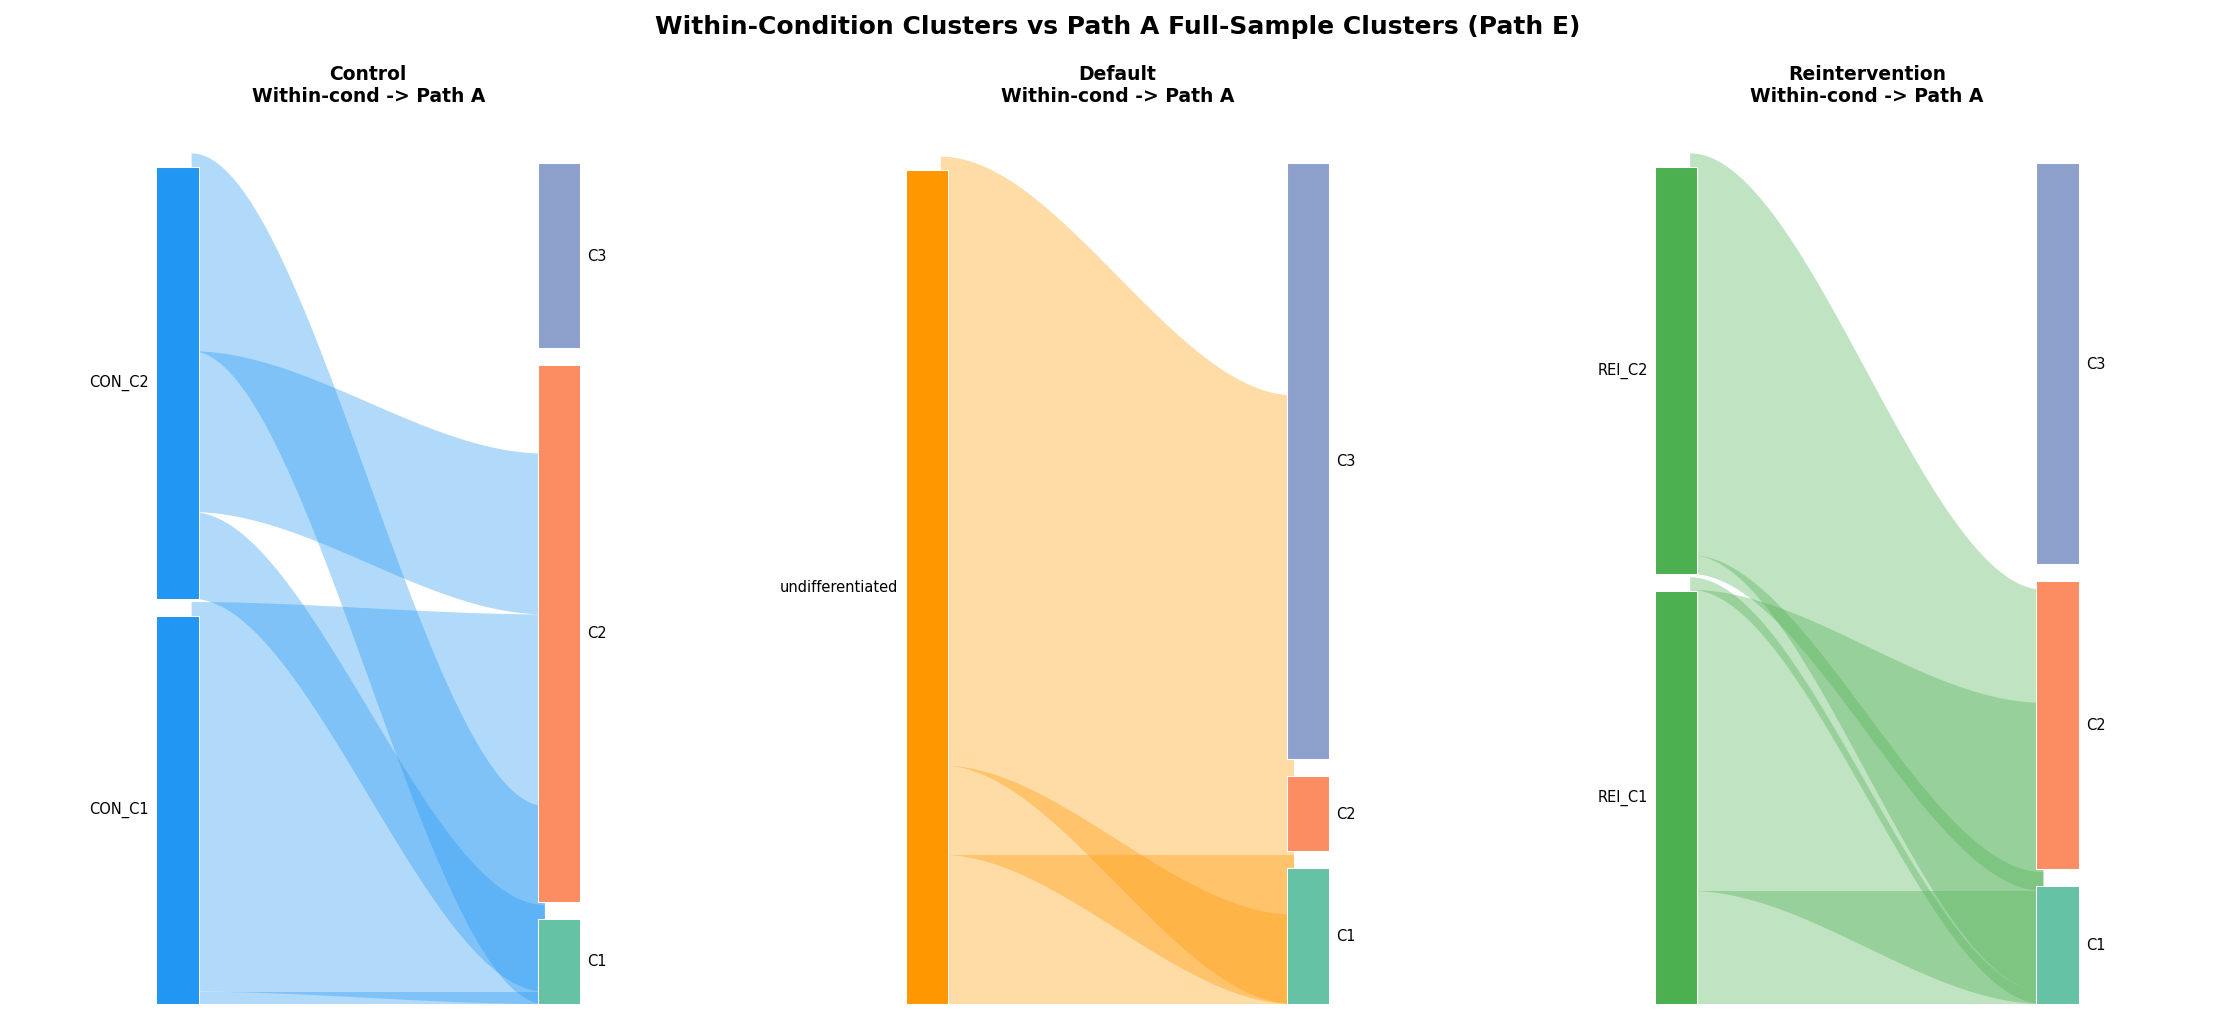 Within-Condition Clusters vs Path A Full-Sample Clusters (Path E)
Control
Within-cond -> Path A
CON_C2
CON_C1
C3
C2
C1
Default
Within-cond -> Path A
undifferentiated
C3
C2
C1
Reintervention
Within-cond -> Path A
REI_C2
REI_C1
C3
C2
C1